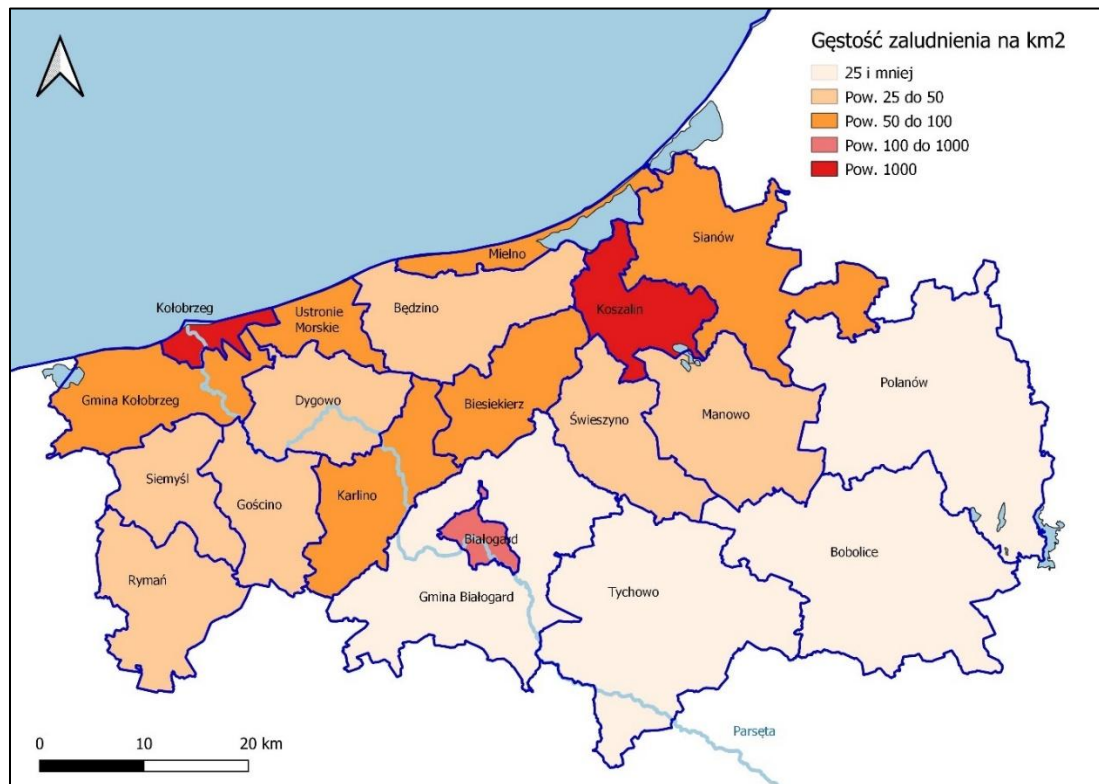 Gęstość zaludnienia na km2
25 i mniej
Pow. 25 do 50
Pow. 50 do 100
Pow. 100 do 1000
Pow. 1000
Sianów
Mielno
Kołobrzeg
Ustronie
Morskie
Będzino
Koszalin
Polanów
Gmina Kołobrzeg
Dygowo
Biesiekierz
Świeszyno
Manowo
Siemyśl
Gościno
Karlino
Białogard
Bobolice
Rymań
Gmina Białogard
Tychowo
Parsęta
0 10 20 km